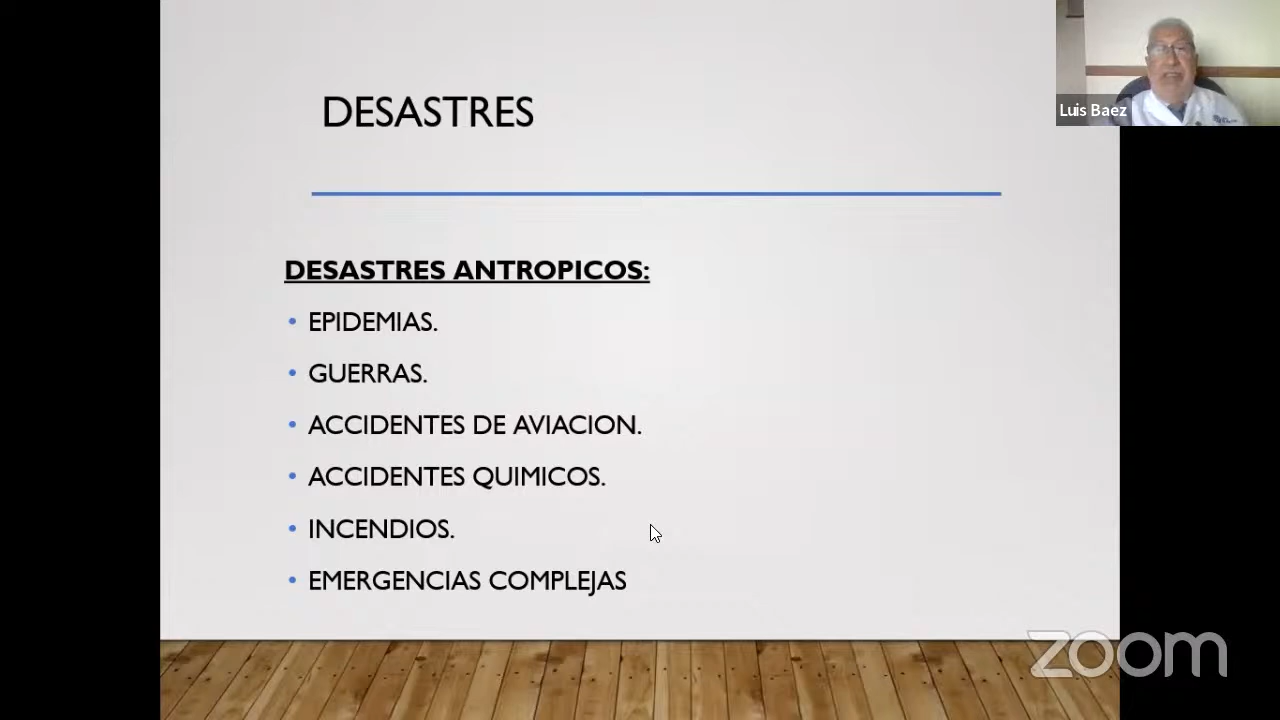 DESASTRES
Luis Baez
DESASTRES ANTROPICOS:
• EPIDEMIAS.
• GUERRAS.
• ACCIDENTES DE AVIACION.
• ACCIDENTES QUIMICOS.
• INCENDIOS.
• EMERGENCIAS COMPLEJAS
zoom